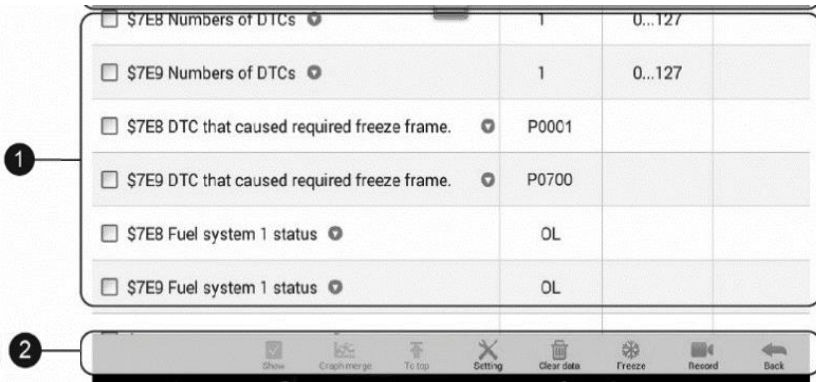 $7E8 Numbers of DTCs 1 0...127
$7E9 Numbers of DTCs 1 0...127
$7E8 DTC that caused required freeze frame. P0001
$7E9 DTC that caused required freeze frame. P0700
$7E8 Fuel system 1 status OL
$7E9 Fuel system 1 status OL
1
2
Show Graph merge To top Setting Clear data Freeze Record Back